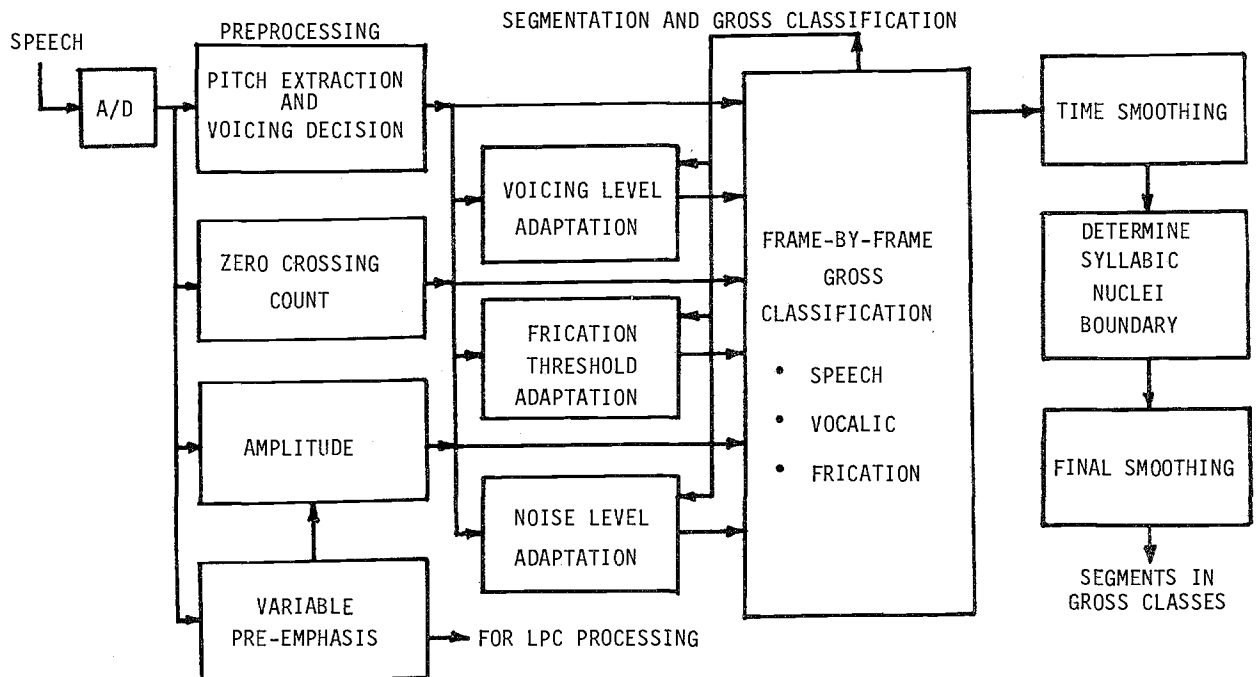 SEGMENTATION AND GROSS CLASSIFICATION
SPEECH
PREPROCESSING
A/D
PITCH EXTRACTION
AND
VOICING DECISION
ZERO CROSSING
COUNT
AMPLITUDE
VARIABLE
PRE-EMPHASIS
FOR LPC PROCESSING
VOICING LEVEL
ADAPTATION
FRICATION
THRESHOLD
ADAPTATION
NOISE LEVEL
ADAPTATION
FRAME-BY-FRAME
GROSS
CLASSIFICATION
• SPEECH
• VOCALIC
• FRICATION
TIME SMOOTHING
DETERMINE
SYLLABIC
NUCLEI
BOUNDARY
FINAL SMOOTHING
SEGMENTS IN
GROSS CLASSES